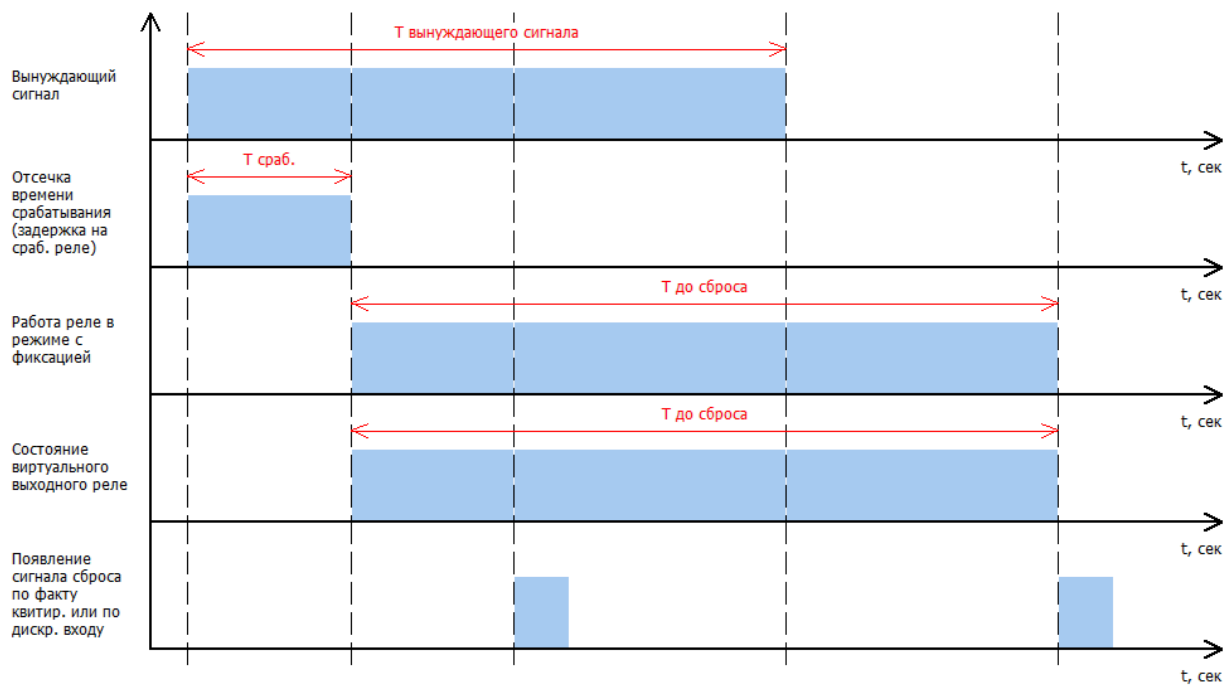 Т вынуждающего сигнала
Вынуждающий
сигнал
t, сек
Т сраб.
Отсечка
времени
срабатывания
(задержка на
сраб. реле)
t, сек
Т до сброса
Работа реле в
режиме с
фиксацией
t, сек
Т до сброса
Состояние
виртуального
выходного реле
t, сек
Появление
сигнала сброса
по факту
квитир. или по
дискр. входу
t, сек